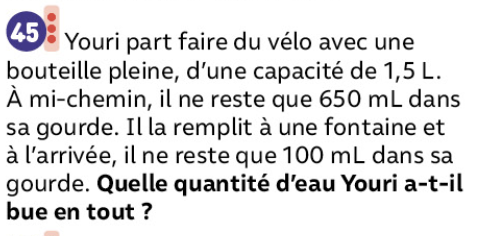 45 Youri part faire du vélo avec une
bouteille pleine, d'une capacité de 1,5 L.
À mi-chemin, il ne reste que 650 mL dans
sa gourde. Il la remplit à une fontaine et
à l'arrivée, il ne reste que 100 mL dans sa
gourde. Quelle quantité d'eau Youri a-t-il
bue en tout ?